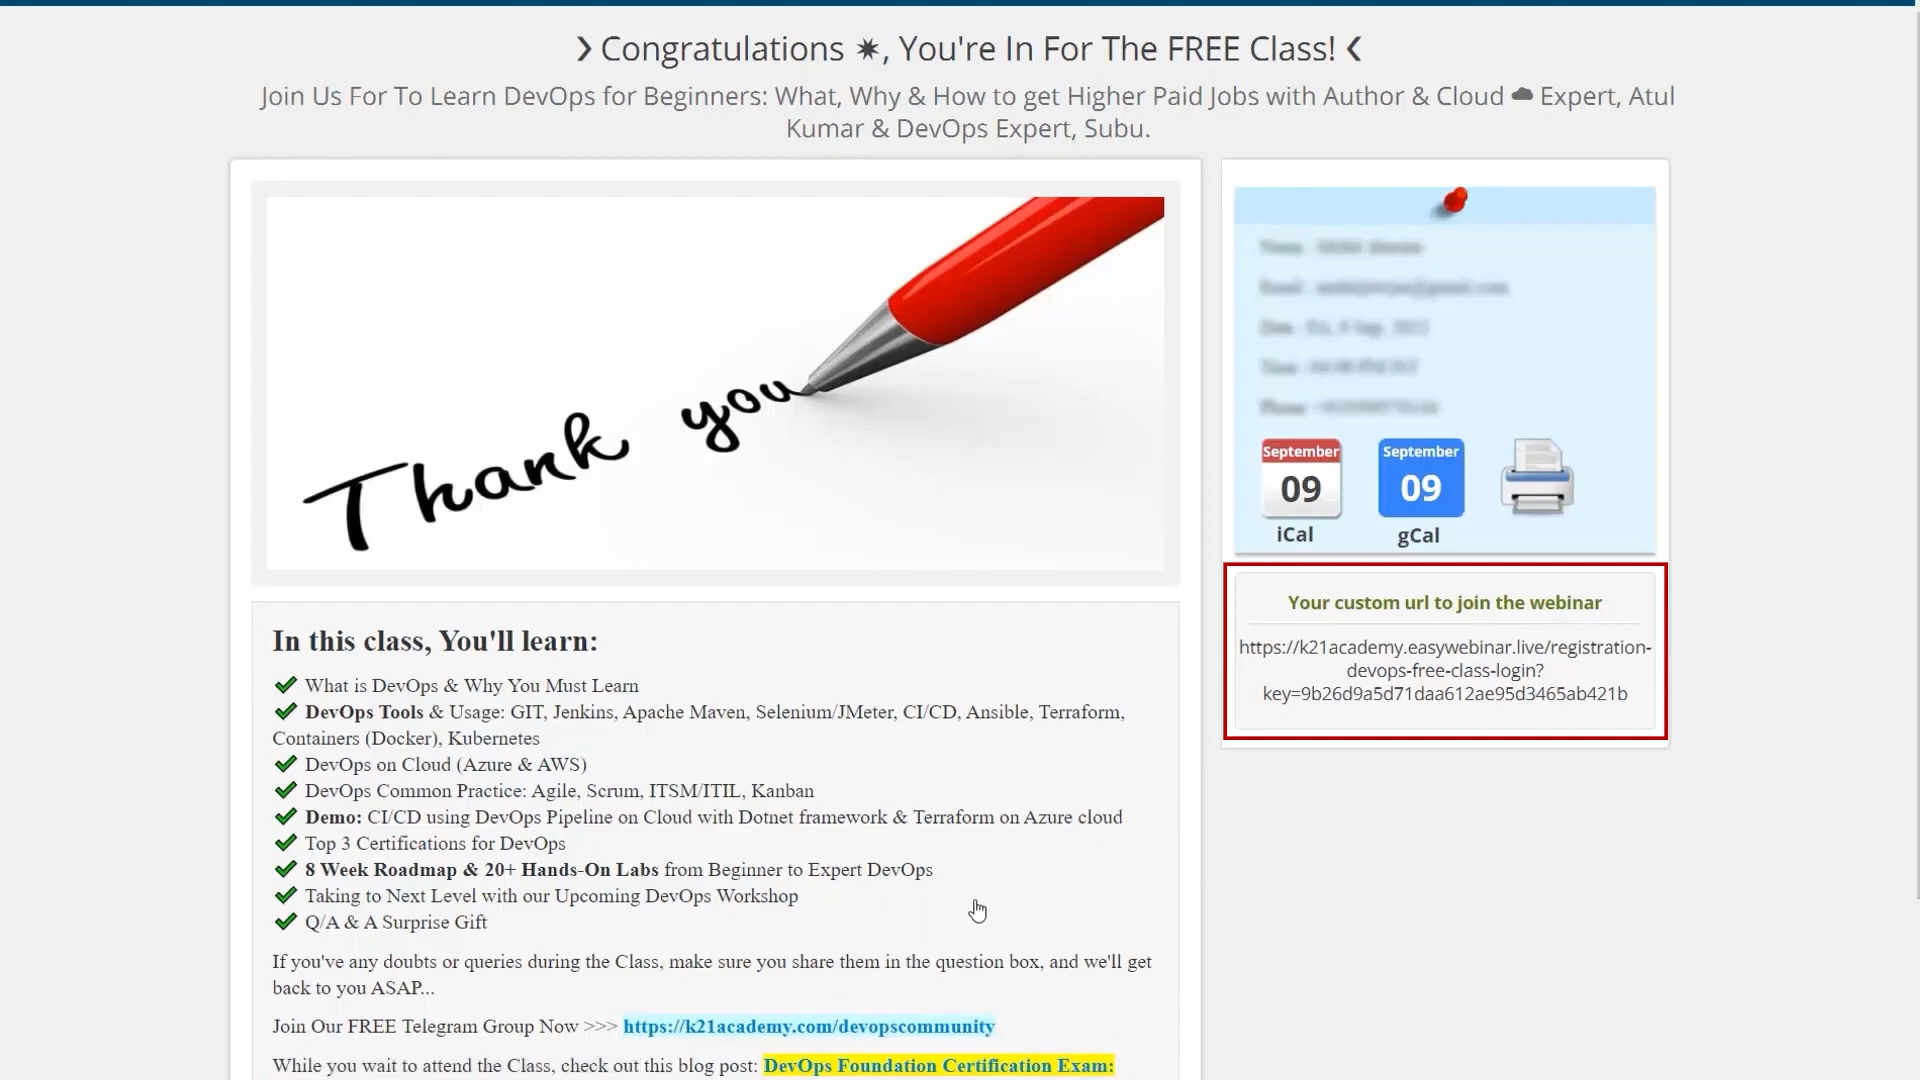 ❯ Congratulations ✷, You're In For The FREE Class! ❮
Join Us For To Learn DevOps for Beginners: What, Why & How to get Higher Paid Jobs with Author & Cloud ☁ Expert, Atul
Kumar & DevOps Expert, Subu.
Thank you
September
09
iCal
September
09
gCal
Your custom url to join the webinar
https://k21academy.easywebinar.live/registration-
devops-free-class-login?
key=9b26d9a5d71daa612ae95d3465ab421b
In this class, You'll learn:
✔ What is DevOps & Why You Must Learn
✔ DevOps Tools & Usage: GIT, Jenkins, Apache Maven, Selenium/JMeter, CI/CD, Ansible, Terraform,
Containers (Docker), Kubernetes
✔ DevOps on Cloud (Azure & AWS)
✔ DevOps Common Practice: Agile, Scrum, ITSM/ITIL, Kanban
✔ Demo: CI/CD using DevOps Pipeline on Cloud with Dotnet framework & Terraform on Azure cloud
✔ Top 3 Certifications for DevOps
✔ 8 Week Roadmap & 20+ Hands-On Labs from Beginner to Expert DevOps
✔ Taking to Next Level with our Upcoming DevOps Workshop
✔ Q/A & A Surprise Gift
If you've any doubts or queries during the Class, make sure you share them in the question box, and we'll get
back to you ASAP...
Join Our FREE Telegram Group Now >>> https://k21academy.com/devopscommunity
While you wait to attend the Class, check out this blog post: DevOps Foundation Certification Exam: